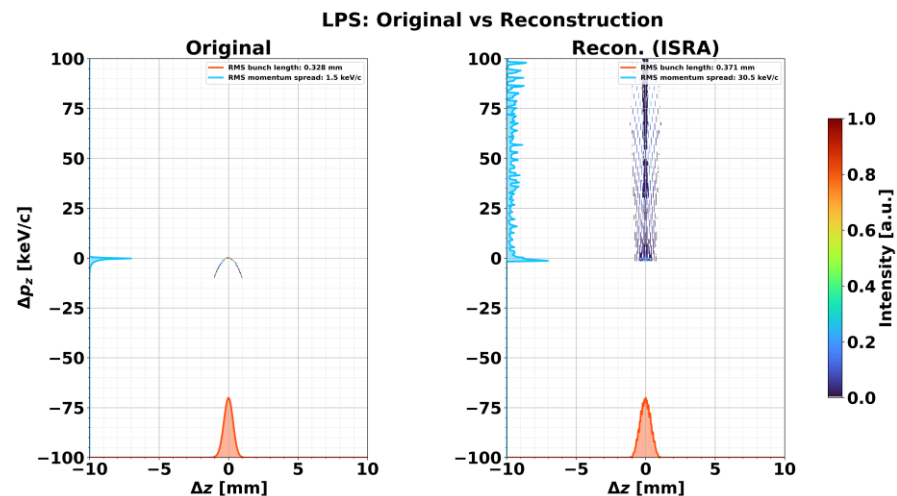 LPS: Original vs Reconstruction
Original
RMS bunch length: 0.328 mm
RMS momentum spread: 1.5 keV/c
100
75
50
25
0
−25
−50
−75
−100
Δp_z [keV/c]
−10 −5 0 5 10
Δz [mm]
Recon. (ISRA)
RMS bunch length: 0.371 mm
RMS momentum spread: 30.5 keV/c
100
75
50
25
0
−25
−50
−75
−100
−10 −5 0 5 10
Δz [mm]
1.0
0.8
0.6
0.4
0.2
0.0
Intensity [a.u.]